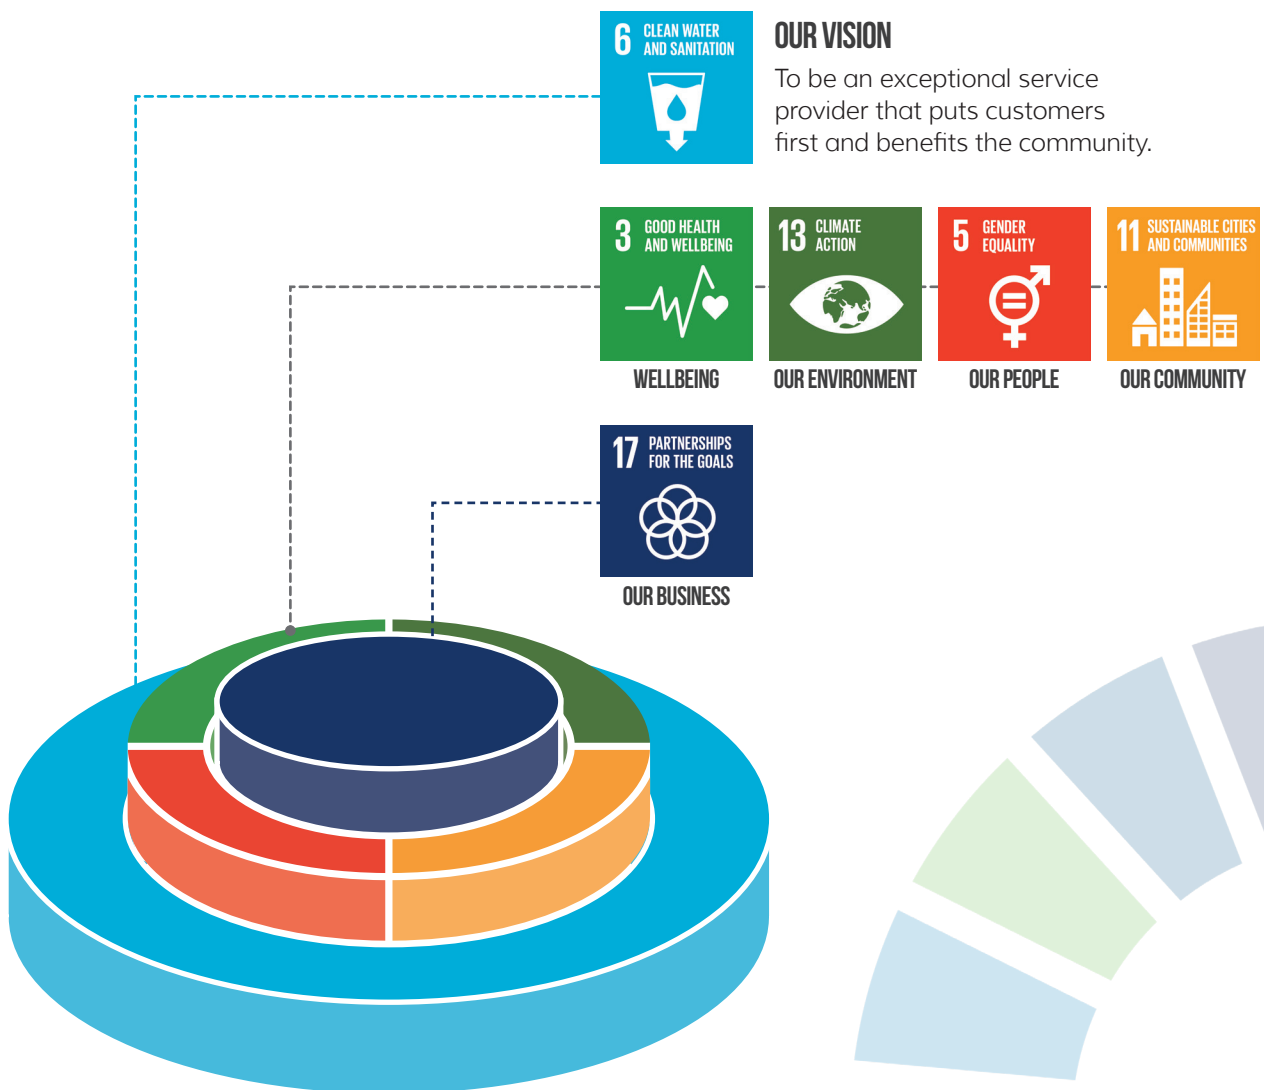 6 CLEAN WATER
AND SANITATION
OUR VISION
To be an exceptional service
provider that puts customers
first and benefits the community.
3 GOOD HEALTH
AND WELLBEING
13 CLIMATE
ACTION
5 GENDER
EQUALITY
11 SUSTAINABLE CITIES
AND COMMUNITIES
WELLBEING
OUR ENVIRONMENT
OUR PEOPLE
OUR COMMUNITY
17 PARTNERSHIPS
FOR THE GOALS
OUR BUSINESS